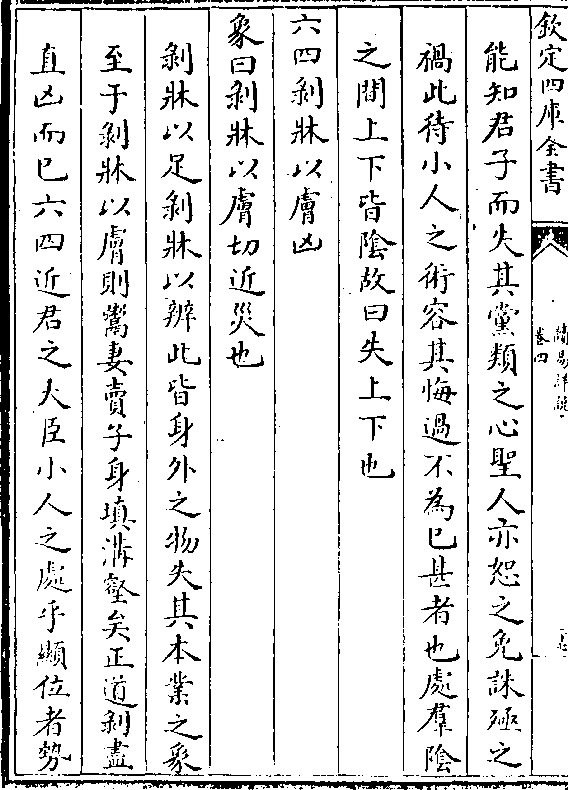 欽定四庫全書
讀易詳說
卷四
能知君子而失其黨類之心聖人亦恕之免誅殛之
禍此待小人之術容其悔過不為已甚者也處羣陰
之間上下皆陰故曰失上下也
六四剥牀以膚凶
象曰剥牀以膚切近災也
剥牀以足剥牀以辨此皆身外之物失其本業之象
至于剥牀以膚則鬻妻賣子身填溝壑矣正道剥盡
直凶而已六四近君之大臣小人之處乎顯位者勢